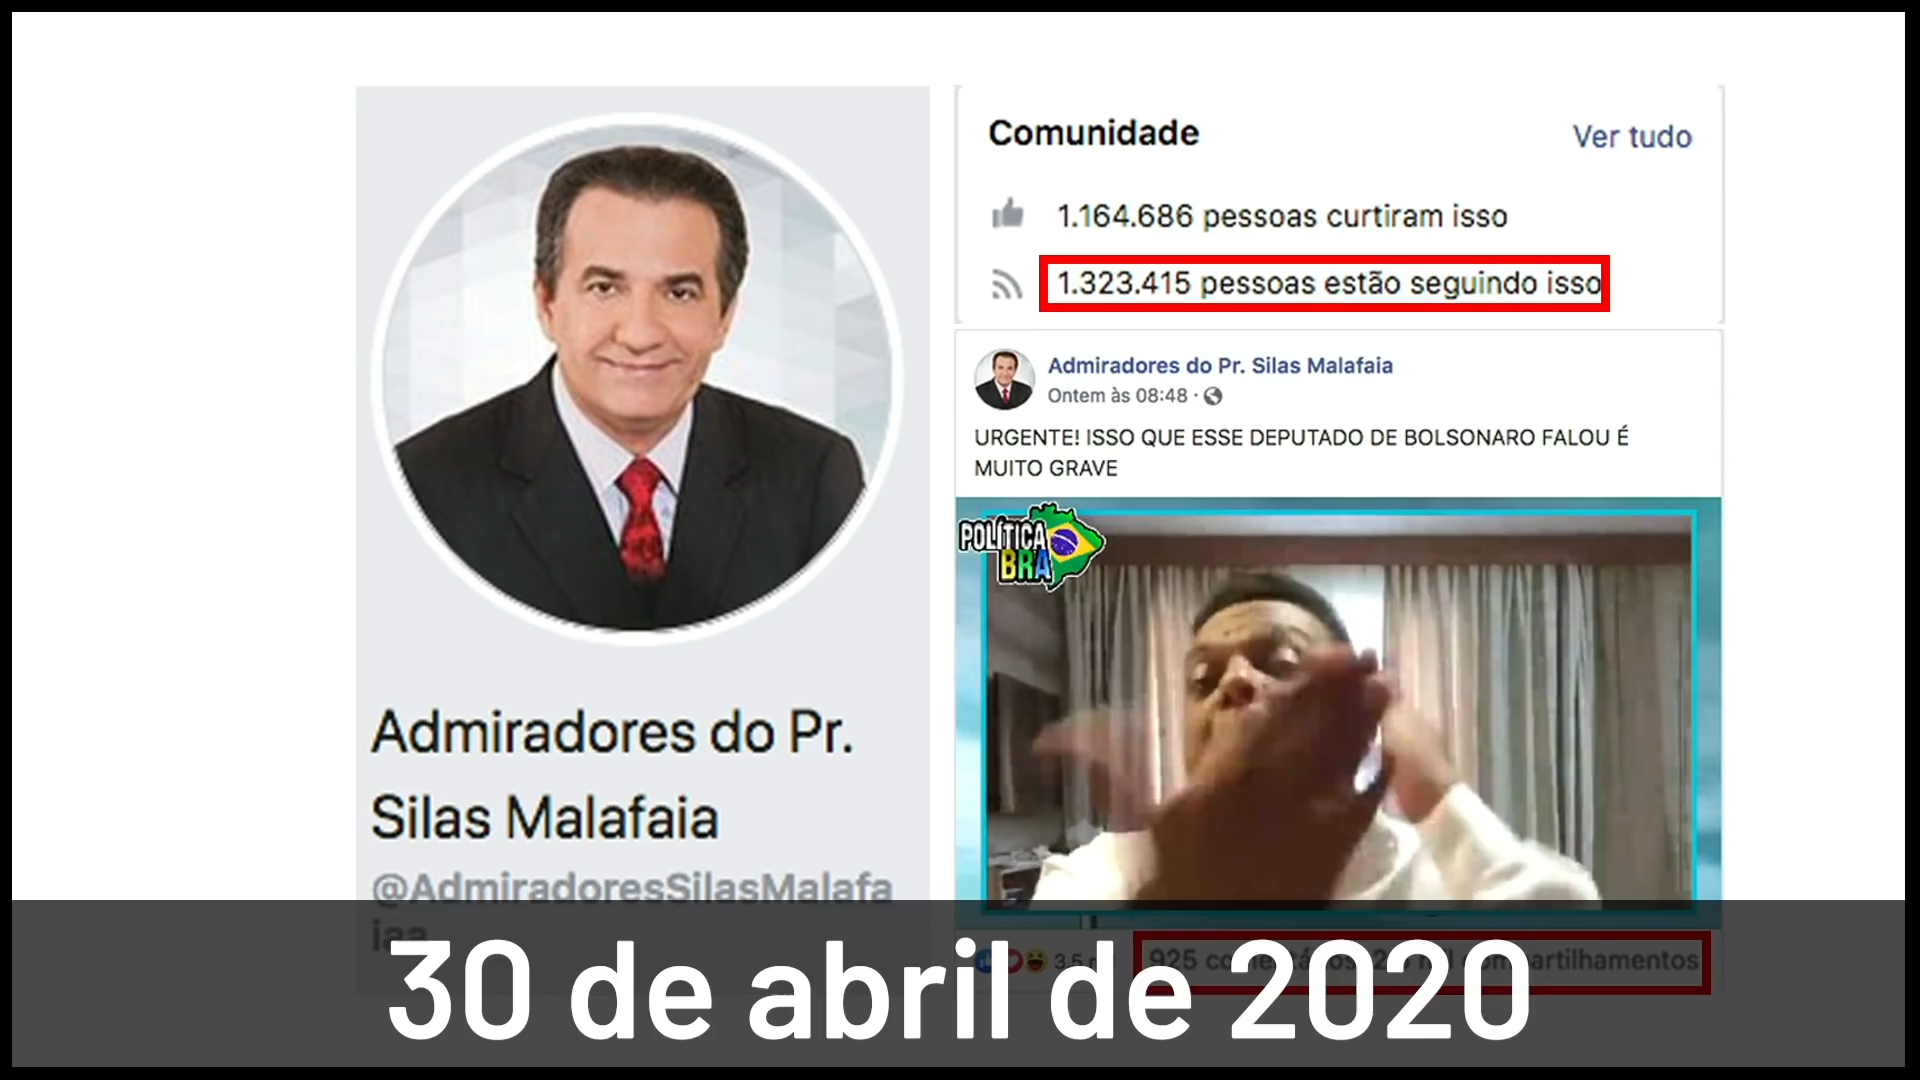 Admiradores do Pr.
Silas Malafaia
@AdmiradoresSilasMalafa
iaa
Comunidade
Ver tudo
1.164.686 pessoas curtiram isso
1.323.415 pessoas estão seguindo isso
Admiradores do Pr. Silas Malafaia
Ontem às 08:48
URGENTE! ISSO QUE ESSE DEPUTADO DE BOLSONARO FALOU É
MUITO GRAVE
POLÍTICA
BRA
925
30 de abril de 2020